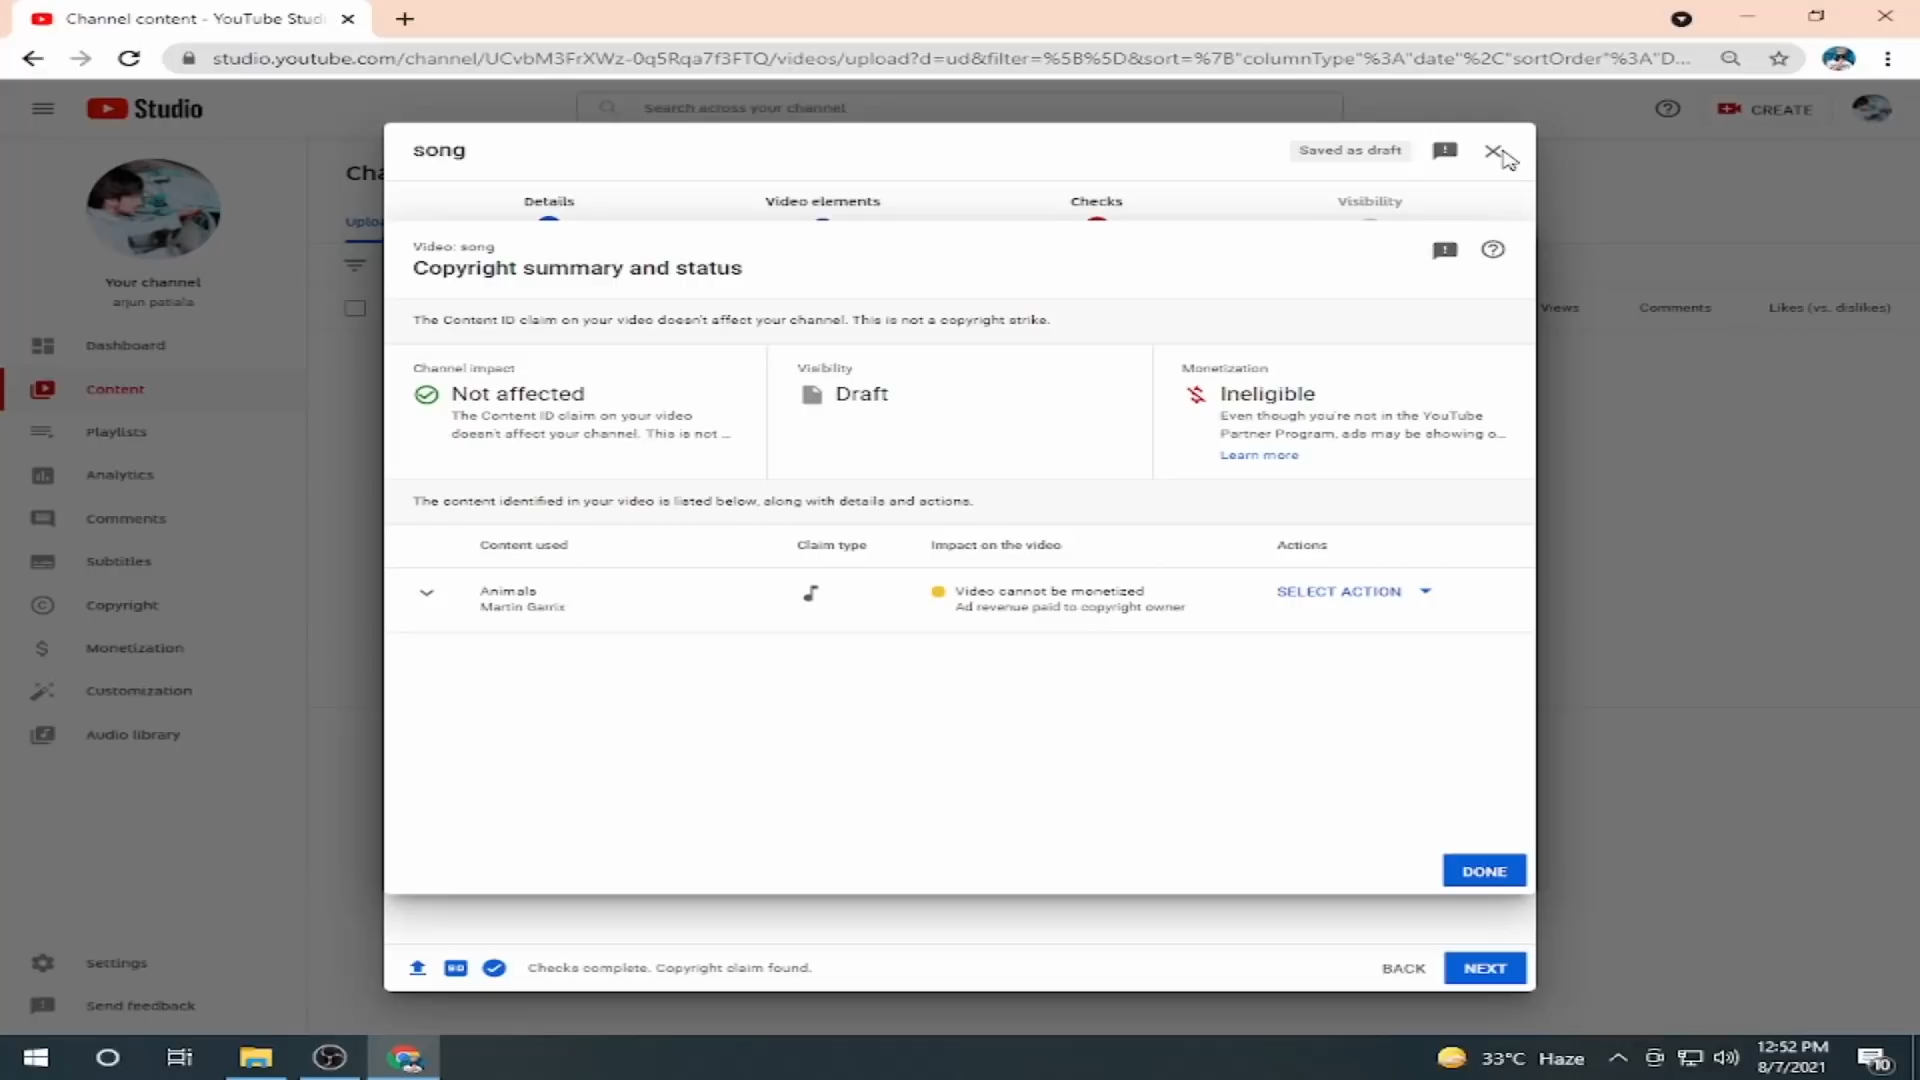 Channel content - YouTube Studi
studio.youtube.com/channel/UCvbM3FrXWz-0q5Rqa7f3FTQ/videos/upload?d=ud&filter=%5B%5D&sort=%7B"columnType"%3A"date"%2C"sortOrder"%3A"D...
Studio
Search across your channel
CREATE
song
Saved as draft
Cha
Details
Video elements
Checks
Visibility
Uploa
Video: song
Copyright summary and status
Your channel
arjun patiala
Views
Comments
Likes (vs. dislikes)
The Content ID claim on your video doesn't affect your channel. This is not a copyright strike.
Channel impact
Not affected
The Content ID claim on your video
doesn't affect your channel. This is not ...
Visibility
Draft
Monetization
Ineligible
Even though you're not in the YouTube
Partner Program, ads may be showing o...
Learn more
The content identified in your video is listed below, along with details and actions.
Content used
Claim type
Impact on the video
Actions
Animals
Martin Garrix
Video cannot be monetized
Ad revenue paid to copyright owner
SELECT ACTION
DONE
Dashboard
Content
Playlists
Analytics
Comments
Subtitles
Copyright
Monetization
Customization
Audio library
Settings
Send feedback
SD
Checks complete. Copyright claim found.
BACK
NEXT
33°C Haze
12:52 PM
8/7/2021
10